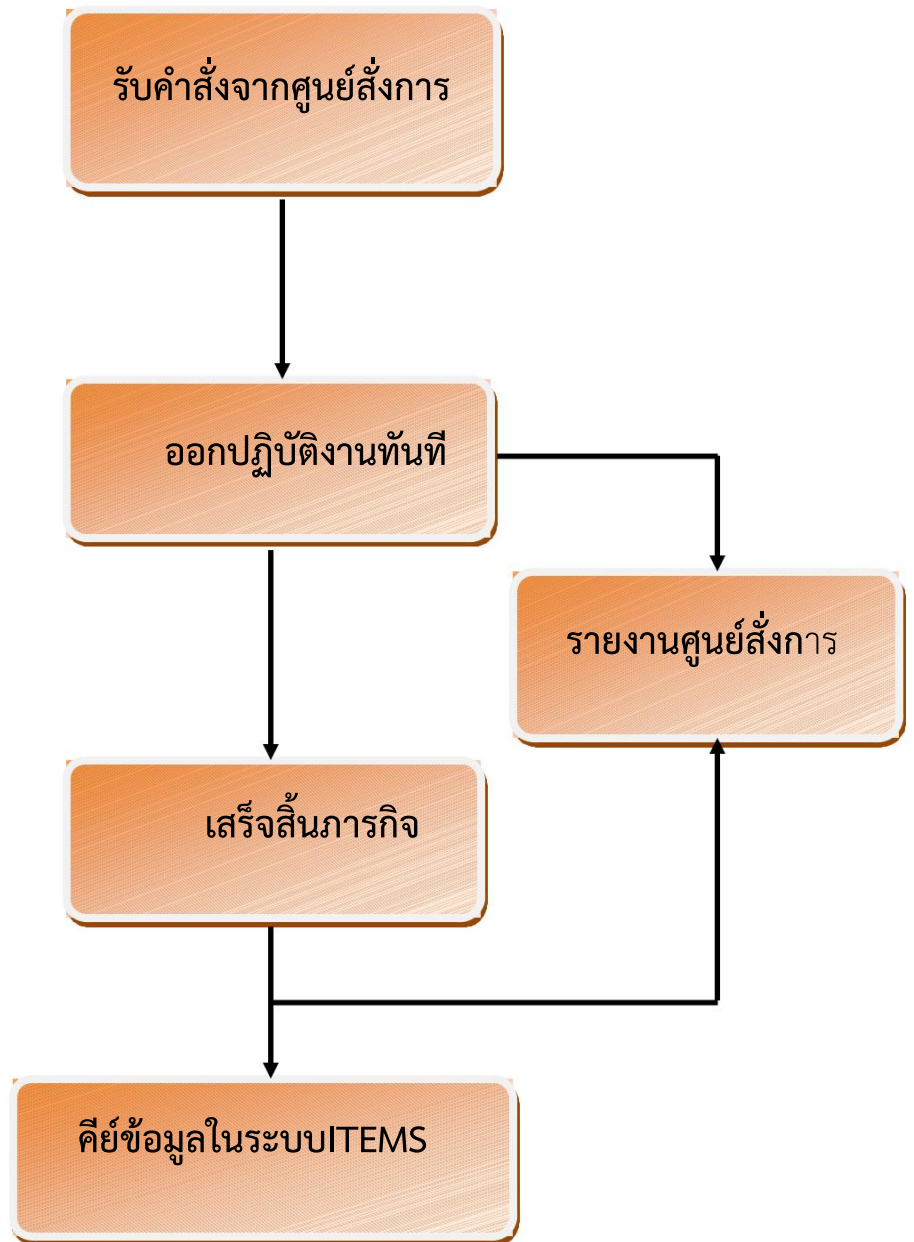 รับคำสั่งจากศูนย์สั่งการ
ออกปฏิบัติงานทันที
รายงานศูนย์สั่งการ
เสร็จสิ้นภารกิจ
คีย์ข้อมูลในระบบITEMS